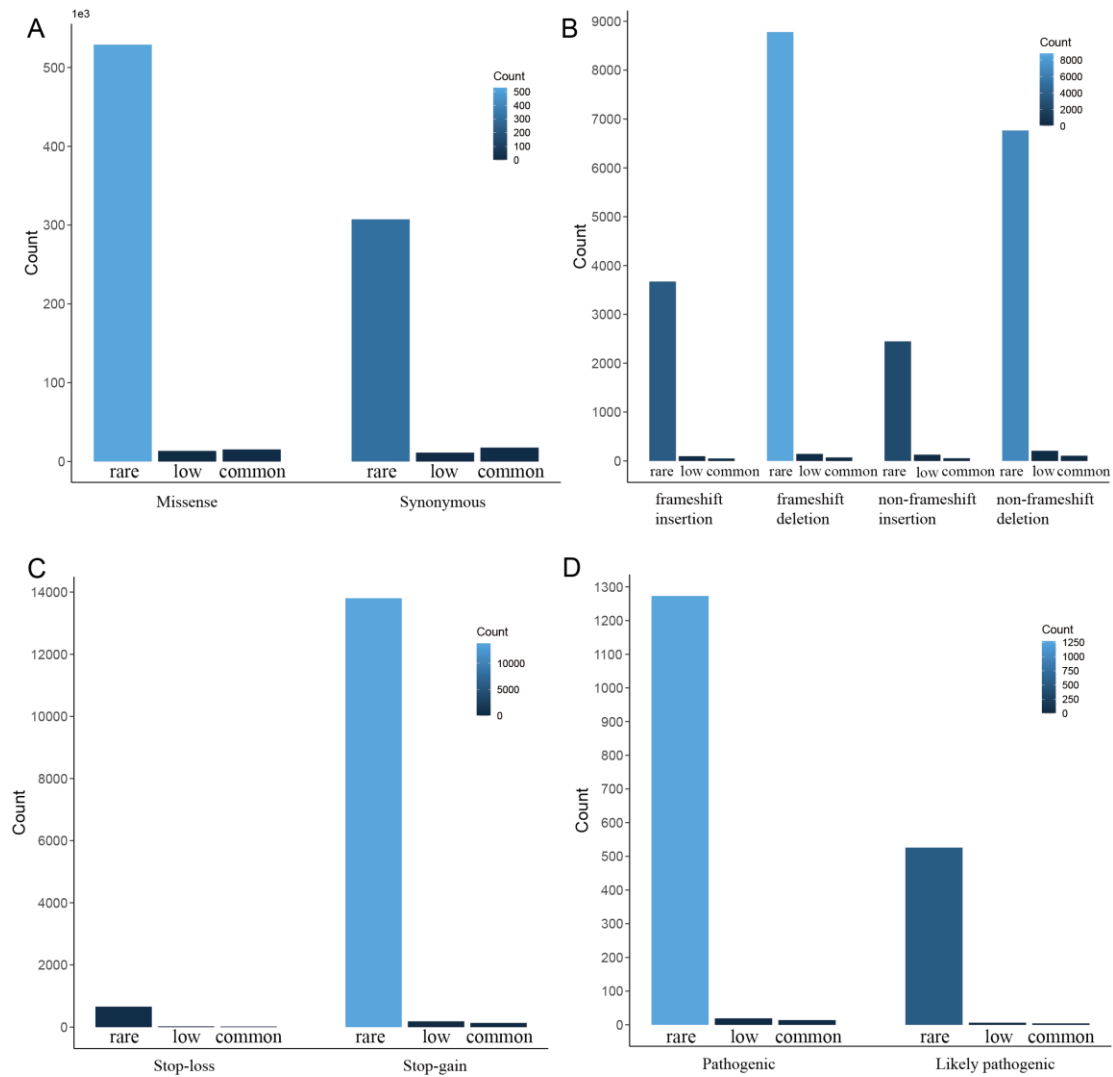 A
1e3
500
400
300
200
100
0
Count
Count
500
400
300
200
100
0
rare low common rare low common
Missense Synonymous
B
9000
8000
7000
6000
5000
4000
3000
2000
1000
0
Count
Count
8000
6000
4000
2000
0
rare low common rare low common rare low common rare low common
frameshift frameshift non-frameshift non-frameshift
insertion deletion insertion deletion
C
14000
12000
10000
8000
6000
4000
2000
0
Count
Count
10000
5000
0
rare low common rare low common
Stop-loss Stop-gain
D
1300
1200
1100
1000
900
800
700
600
500
400
300
200
100
0
Count
Count
1250
1000
750
500
250
0
rare low common rare low common
Pathogenic Likely pathogenic